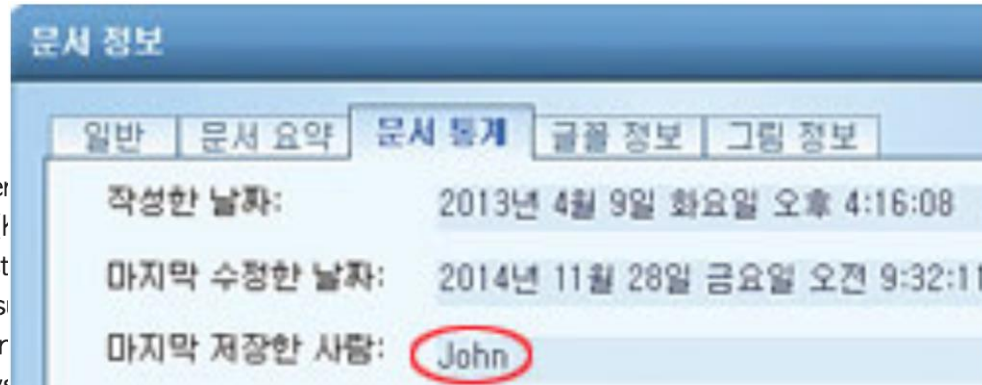 문서 정보
일반 문서 요약 문서 통계 글꼴 정보 그림 정보
작성한 날짜: 2013년 4월 9일 화요일 오후 4:16:08
마지막 수정한 날짜: 2014년 11월 28일 금요일 오전 9:32:11
마지막 저장한 사람: John